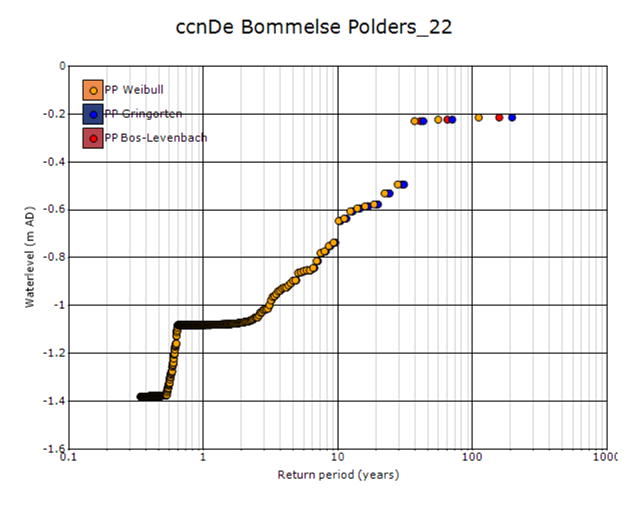 ccnDe Bommelse Polders_22
0
PP Weibull
PP Gringorten
PP Bos-Levenbach
-0.2
-0.4
-0.6
-0.8
-1
-1.2
-1.4
-1.6
Waterlevel (m AD)
0.1 1 10 100 1000
Return period (years)